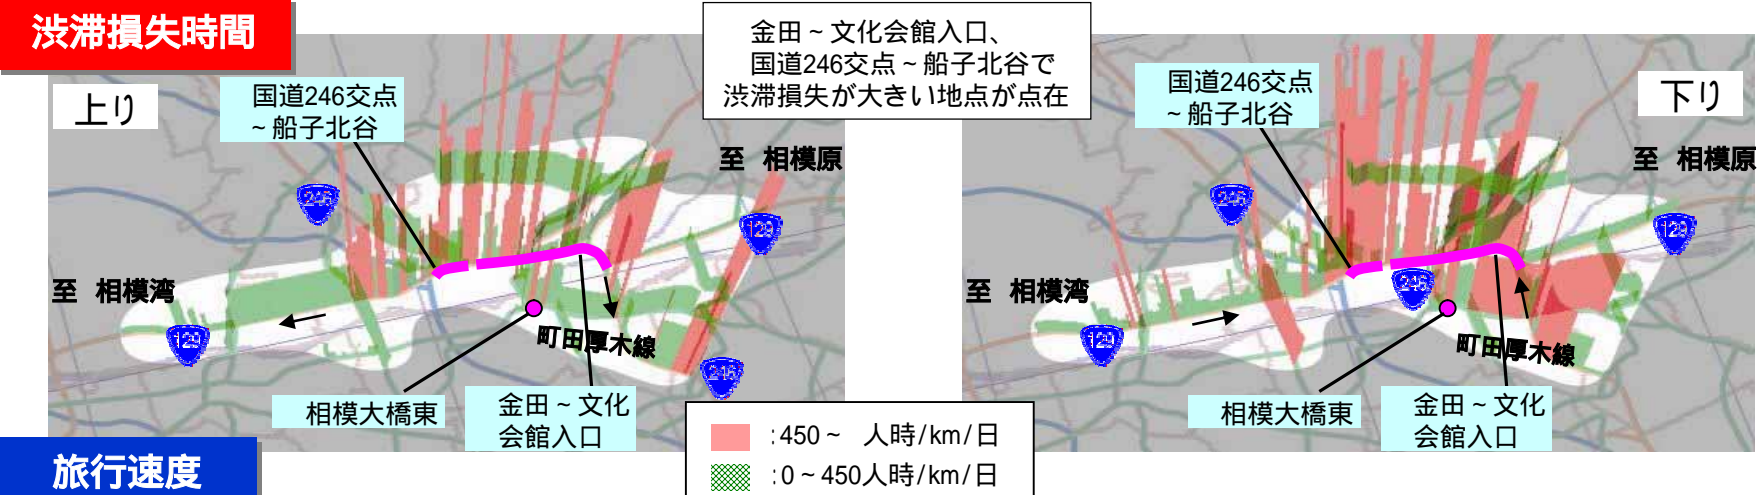 渋滞損失時間
金田~文化会館入口、
国道246交点~船子北谷で
渋滞損失が大きい地点が点在
上り
国道246交点
~船子北谷
至 相模原
246
129
至 相模湾
129
町田厚木線
246
相模大橋東
金田~文化
会館入口
下り
国道246交点
~船子北谷
至 相模原
246
129
至 相模湾
246
129
町田厚木線
相模大橋東
金田~文化
会館入口
:450~ 人時/km/日
:0~450人時/km/日
旅行速度